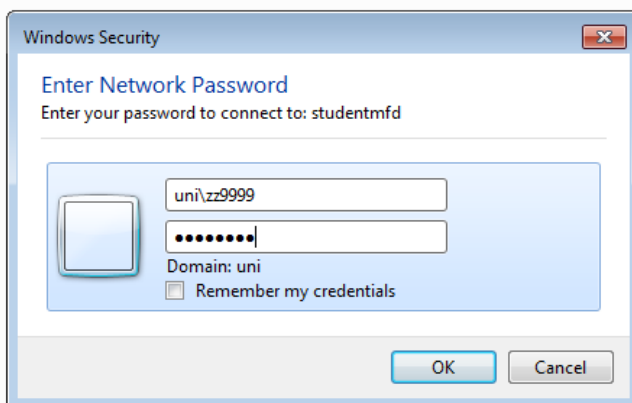 Windows Security
Enter Network Password
Enter your password to connect to: studentmfd
uni\zz9999
●●●●●●●●
Domain: uni
Remember my credentials
OK
Cancel